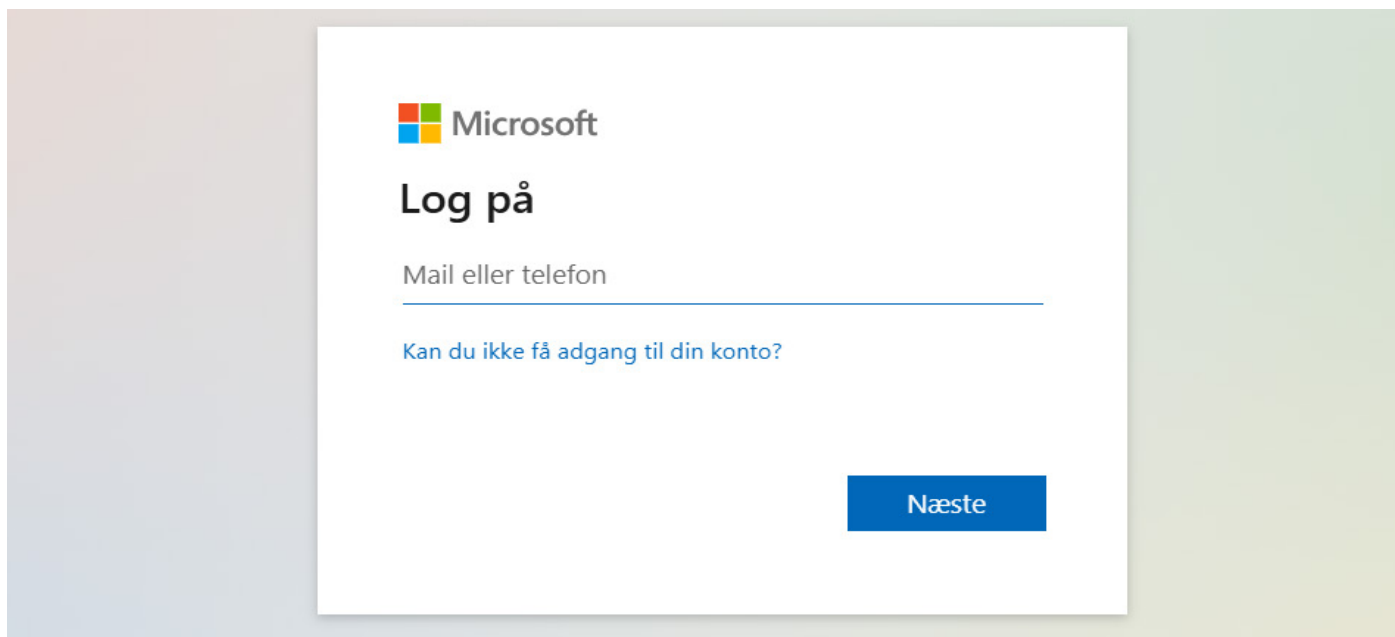 Microsoft
Log på
Mail eller telefon
Kan du ikke få adgang til din konto?
Næste